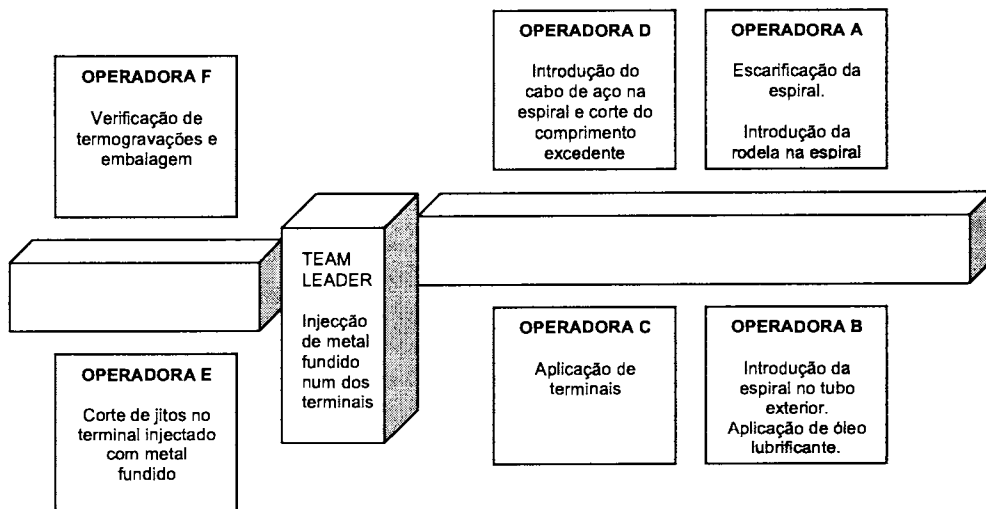 OPERADORA F
Verificação de
termogravações e
embalagem
OPERADORA D
Introdução do
cabo de aço na
espiral e corte do
comprimento
excedente
OPERADORA A
Escarificação da
espiral.
Introdução da
rodela na espiral
TEAM
LEADER
Injecção
de metal
fundido
num dos
terminais
OPERADORA E
Corte de jitos no
terminal injectado
com metal
fundido
OPERADORA C
Aplicação de
terminais
OPERADORA B
Introdução da
espiral no tubo
exterior.
Aplicação de óleo
lubrificante.